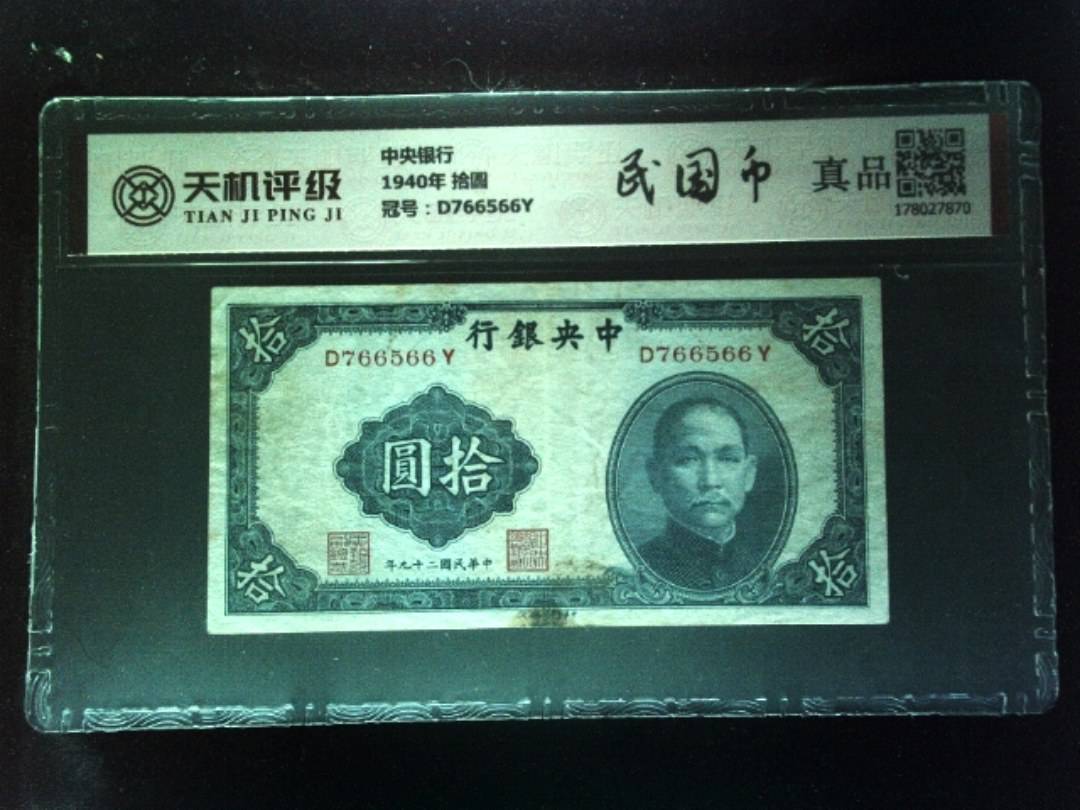 天机评级
TIAN JI PING JI
中央银行
1940年 拾圆
冠号：D766566Y
民国币
真品
178027870
拾
行銀央中
拾
D766566Y
D766566Y
圓拾
年九十二國民華中
拾
拾